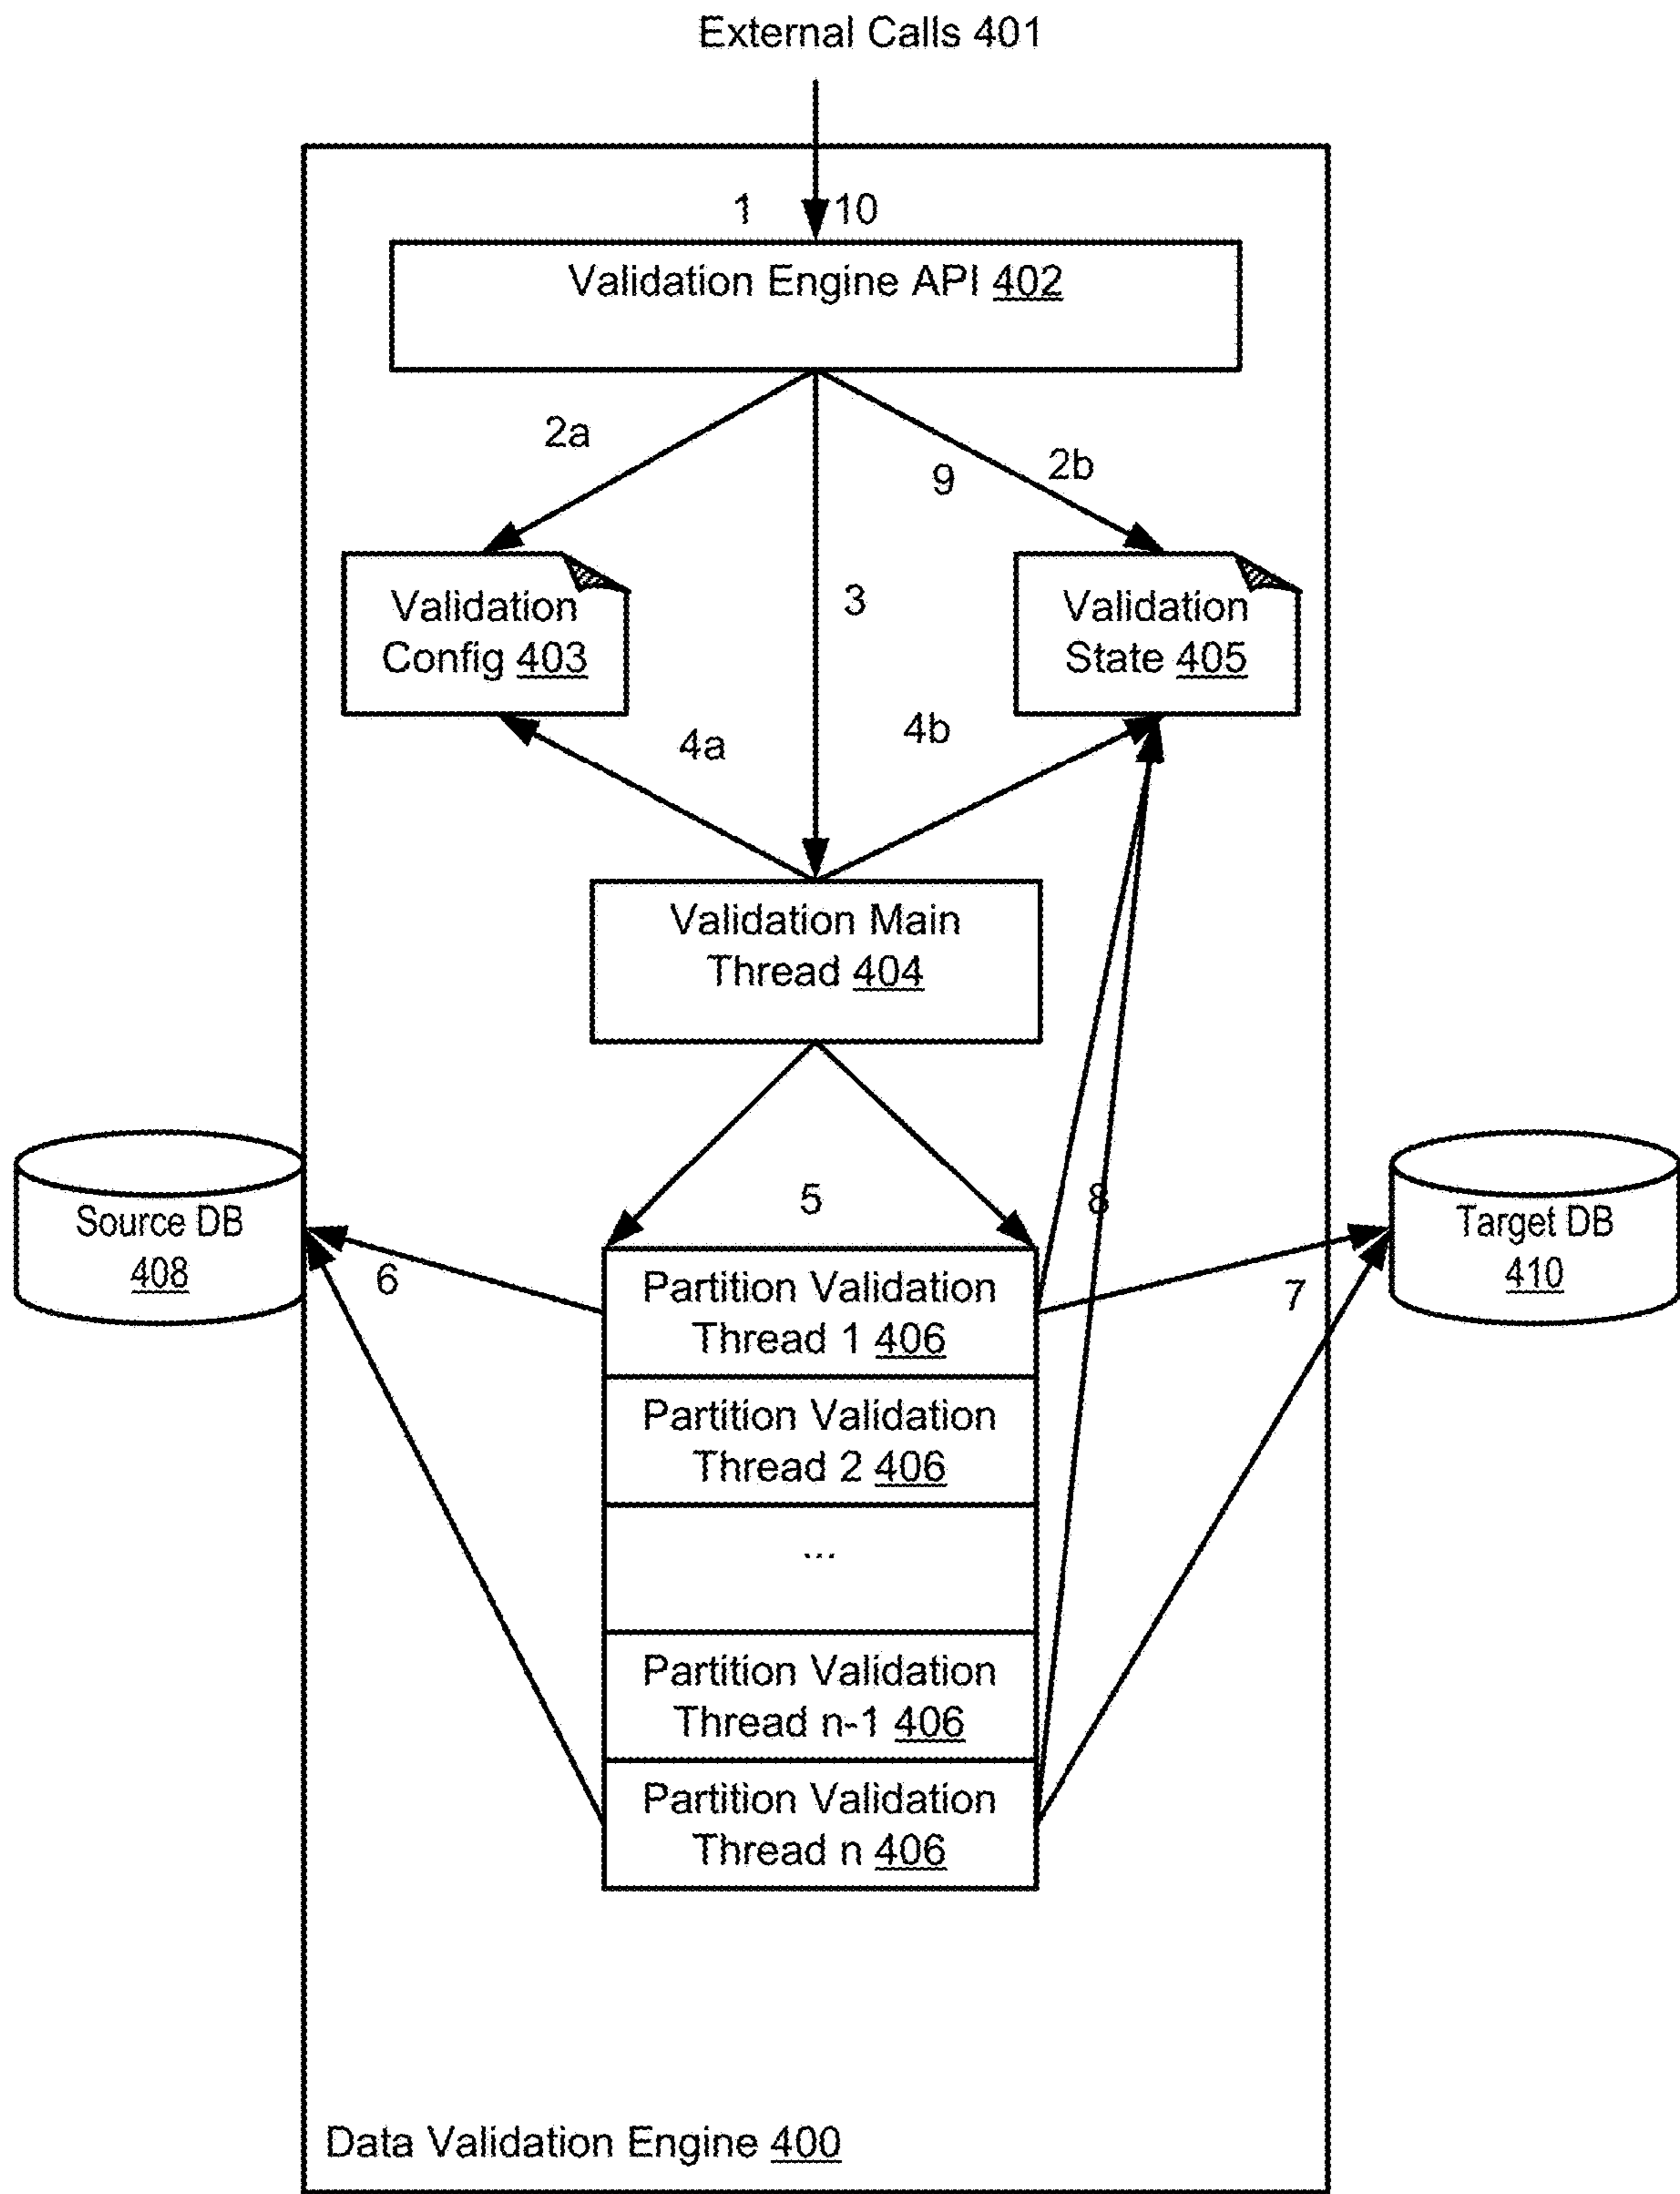 External Calls 401
1
10
Validation Engine API 402
2a
9
2b
Validation
Config 403
3
Validation
State 405
4a
4b
Validation Main
Thread 404
5
8
Source DB
408
6
Target DB
410
7
Partition Validation
Thread 1 406
Partition Validation
Thread 2 406
...
Partition Validation
Thread n-1 406
Partition Validation
Thread n 406
Data Validation Engine 400